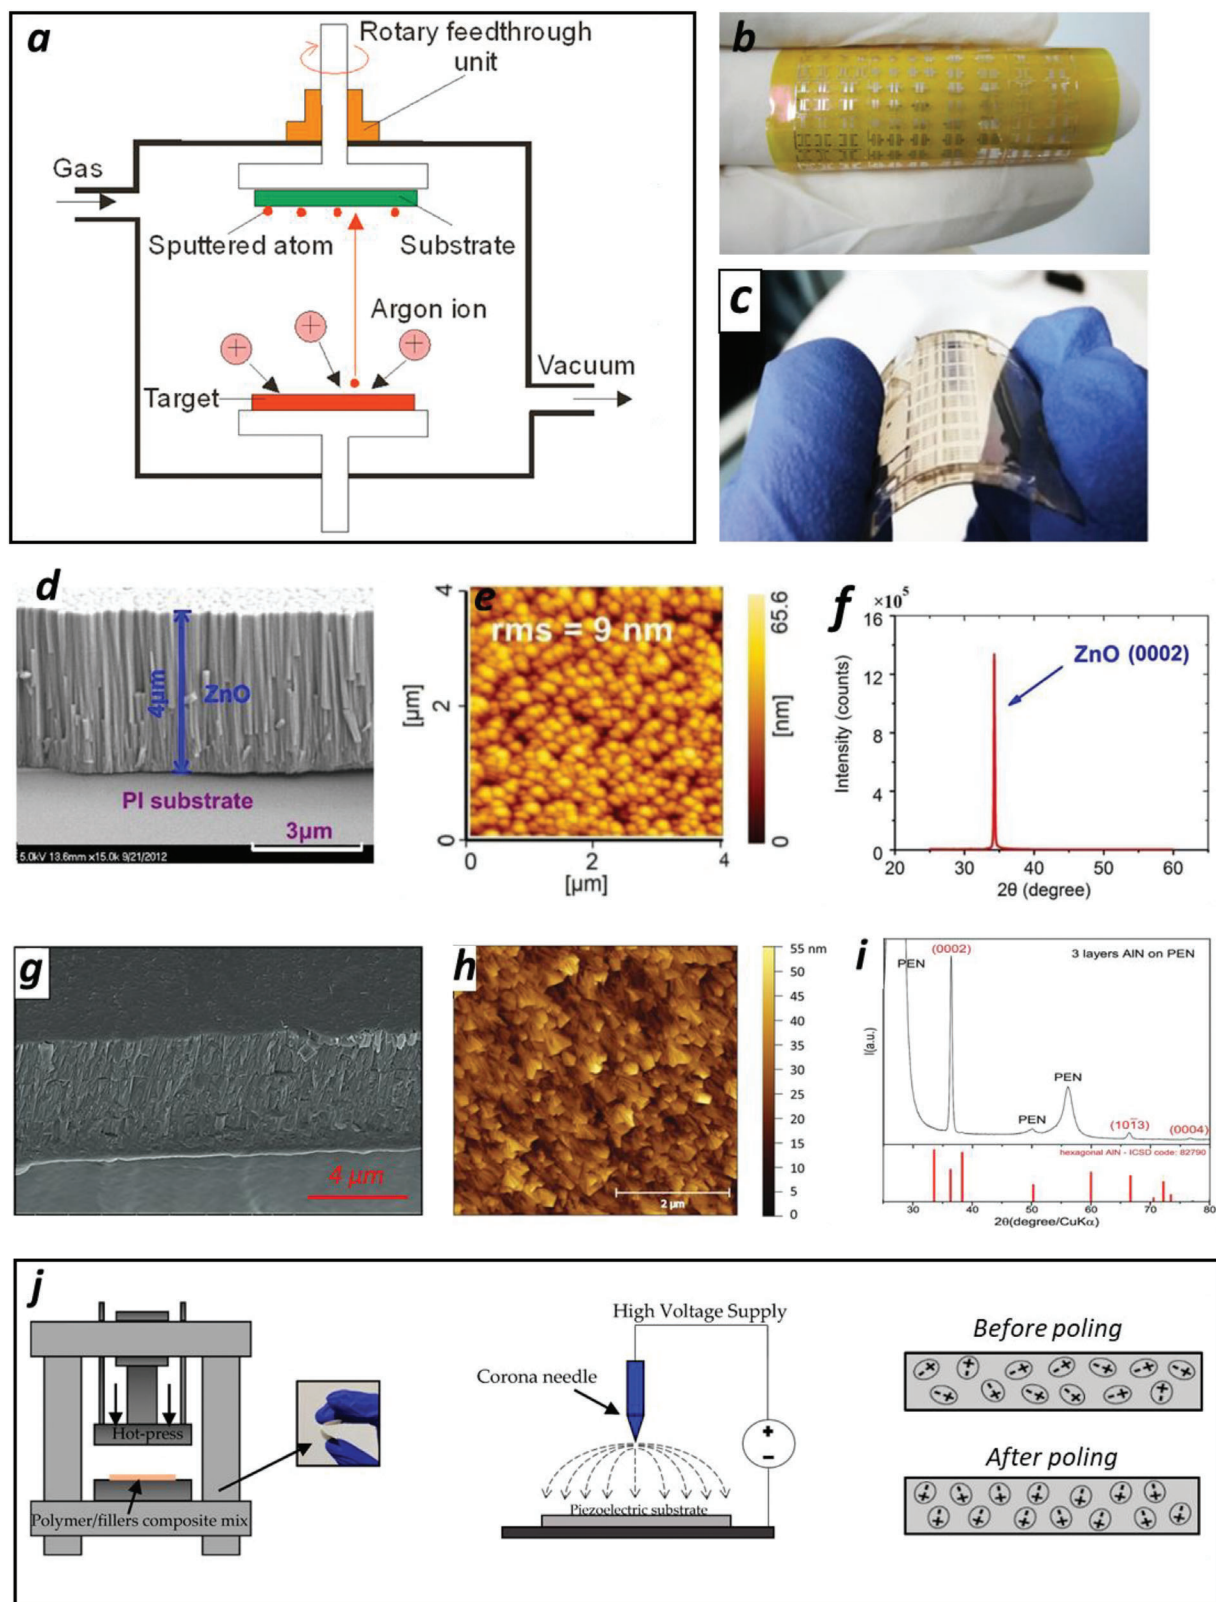 a
Rotary feedthrough
unit
Gas
Sputtered atom
Substrate
Argon ion
Vacuum
Target
b
c
d
4μm
ZnO
PI substrate
3μm
5.0kV 13.6mm x15.0k 9/21/2012
e
rms = 9 nm
4
2
0
[μm]
0 2 4
[μm]
65.6
[nm]
0
f
×10⁵
16
12
8
4
0
Intensity (counts)
ZnO (0002)
20 30 40 50 60
2θ (degree)
g
4 μm
h
2 μm
55 nm
50
45
40
35
30
25
20
15
10
5
0
i
PEN
(0002)
3 layers AlN on PEN
I(a.u.)
PEN
PEN
(101̄3)
(0004)
hexagonal AlN - ICSD code: 82790
30 40 50 60 70 80
2θ(degree/CuKα)
j
Hot-press
Polymer/fillers composite mix
High Voltage Supply
Corona needle
+
−
Piezoelectric substrate
Before poling
After poling